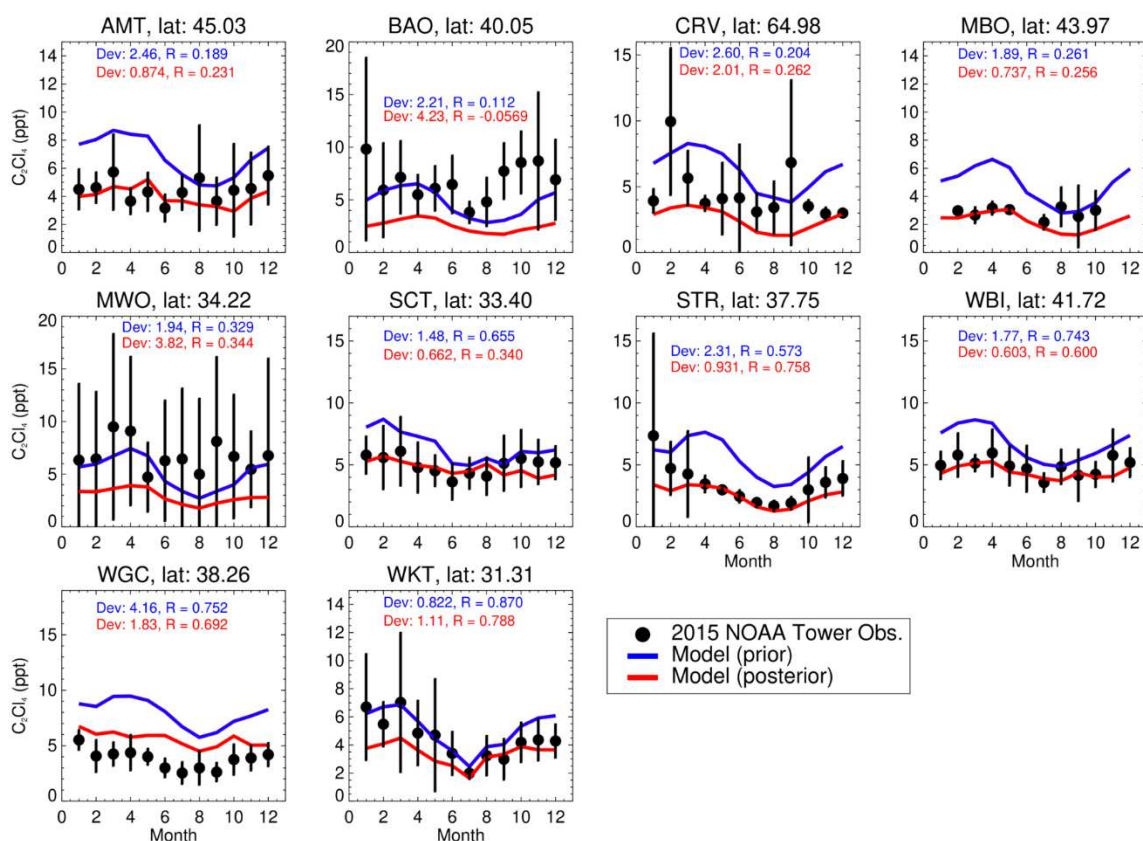 AMT, lat: 45.03
Dev: 2.46, R = 0.189
Dev: 0.874, R = 0.231
C₂Cl₄ (ppt)
14
12
10
8
6
4
2
0
0 2 4 6 8 10 12
BAO, lat: 40.05
Dev: 2.21, R = 0.112
Dev: 4.23, R = -0.0569
20
15
10
5
0
0 2 4 6 8 10 12
CRV, lat: 64.98
Dev: 2.60, R = 0.204
Dev: 2.01, R = 0.262
15
10
5
0
0 2 4 6 8 10 12
MBO, lat: 43.97
Dev: 1.89, R = 0.261
Dev: 0.737, R = 0.256
14
12
10
8
6
4
2
0
0 2 4 6 8 10 12
MWO, lat: 34.22
Dev: 1.94, R = 0.329
Dev: 3.82, R = 0.344
C₂Cl₄ (ppt)
20
15
10
5
0
0 2 4 6 8 10 12
SCT, lat: 33.40
Dev: 1.48, R = 0.655
Dev: 0.662, R = 0.340
15
10
5
0
0 2 4 6 8 10 12
STR, lat: 37.75
Dev: 2.31, R = 0.573
Dev: 0.931, R = 0.758
15
10
5
0
0 2 4 6 8 10 12
Month
WBI, lat: 41.72
Dev: 1.77, R = 0.743
Dev: 0.603, R = 0.600
15
10
5
0
0 2 4 6 8 10 12
Month
WGC, lat: 38.26
Dev: 4.16, R = 0.752
Dev: 1.83, R = 0.692
C₂Cl₄ (ppt)
15
10
5
0
0 2 4 6 8 10 12
Month
WKT, lat: 31.31
Dev: 0.822, R = 0.870
Dev: 1.11, R = 0.788
14
12
10
8
6
4
2
0
0 2 4 6 8 10 12
Month
2015 NOAA Tower Obs.
Model (prior)
Model (posterior)